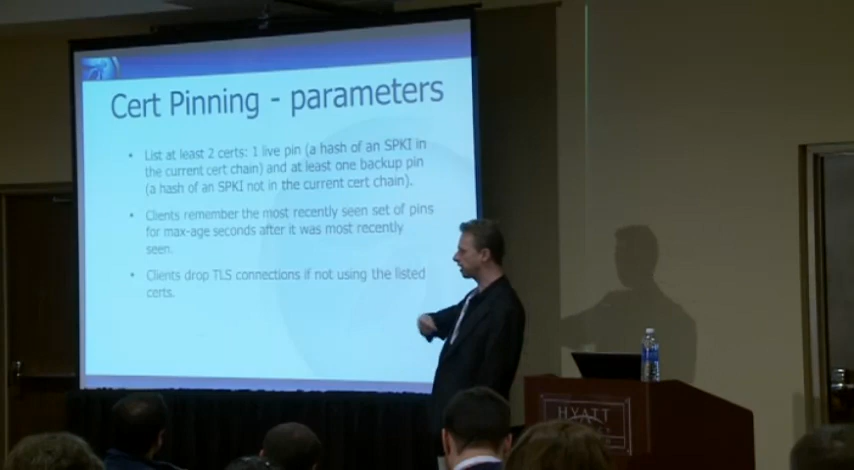 Cert Pinning - parameters
• List at least 2 certs: 1 live pin (a hash of an SPKI in
the current cert chain) and at least one backup pin
(a hash of an SPKI not in the current cert chain).
• Clients remember the most recently seen set of pins
for max-age seconds after it was most recently
seen.
• Clients drop TLS connections if not using the listed
certs.
HYATT